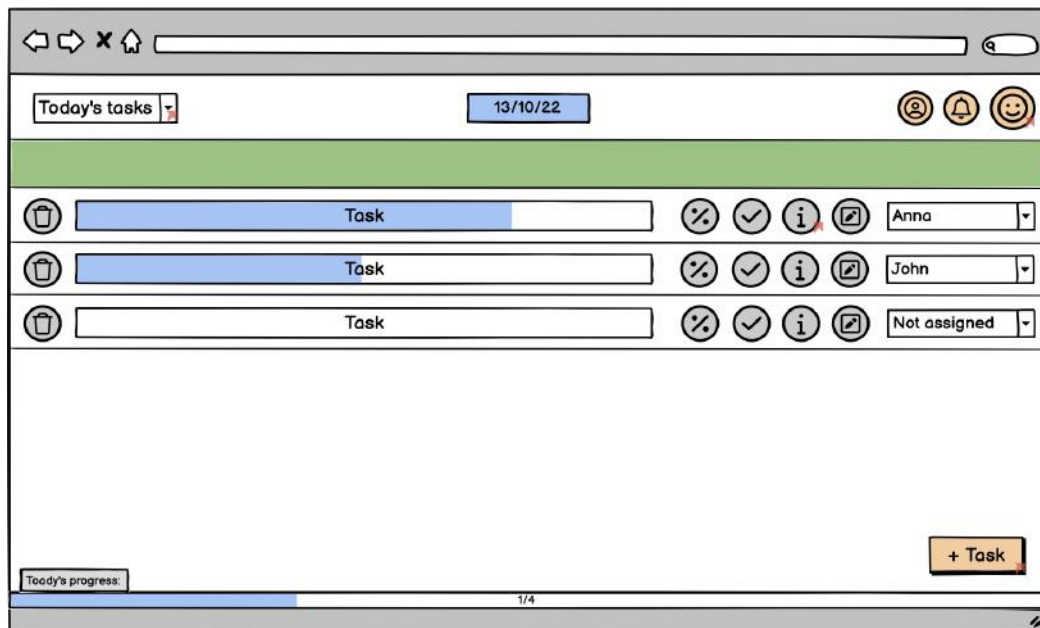 Today's tasks
13/10/22
Task
Anna
Task
John
Task
Not assigned
+ Task
Toady's progress:
1/4